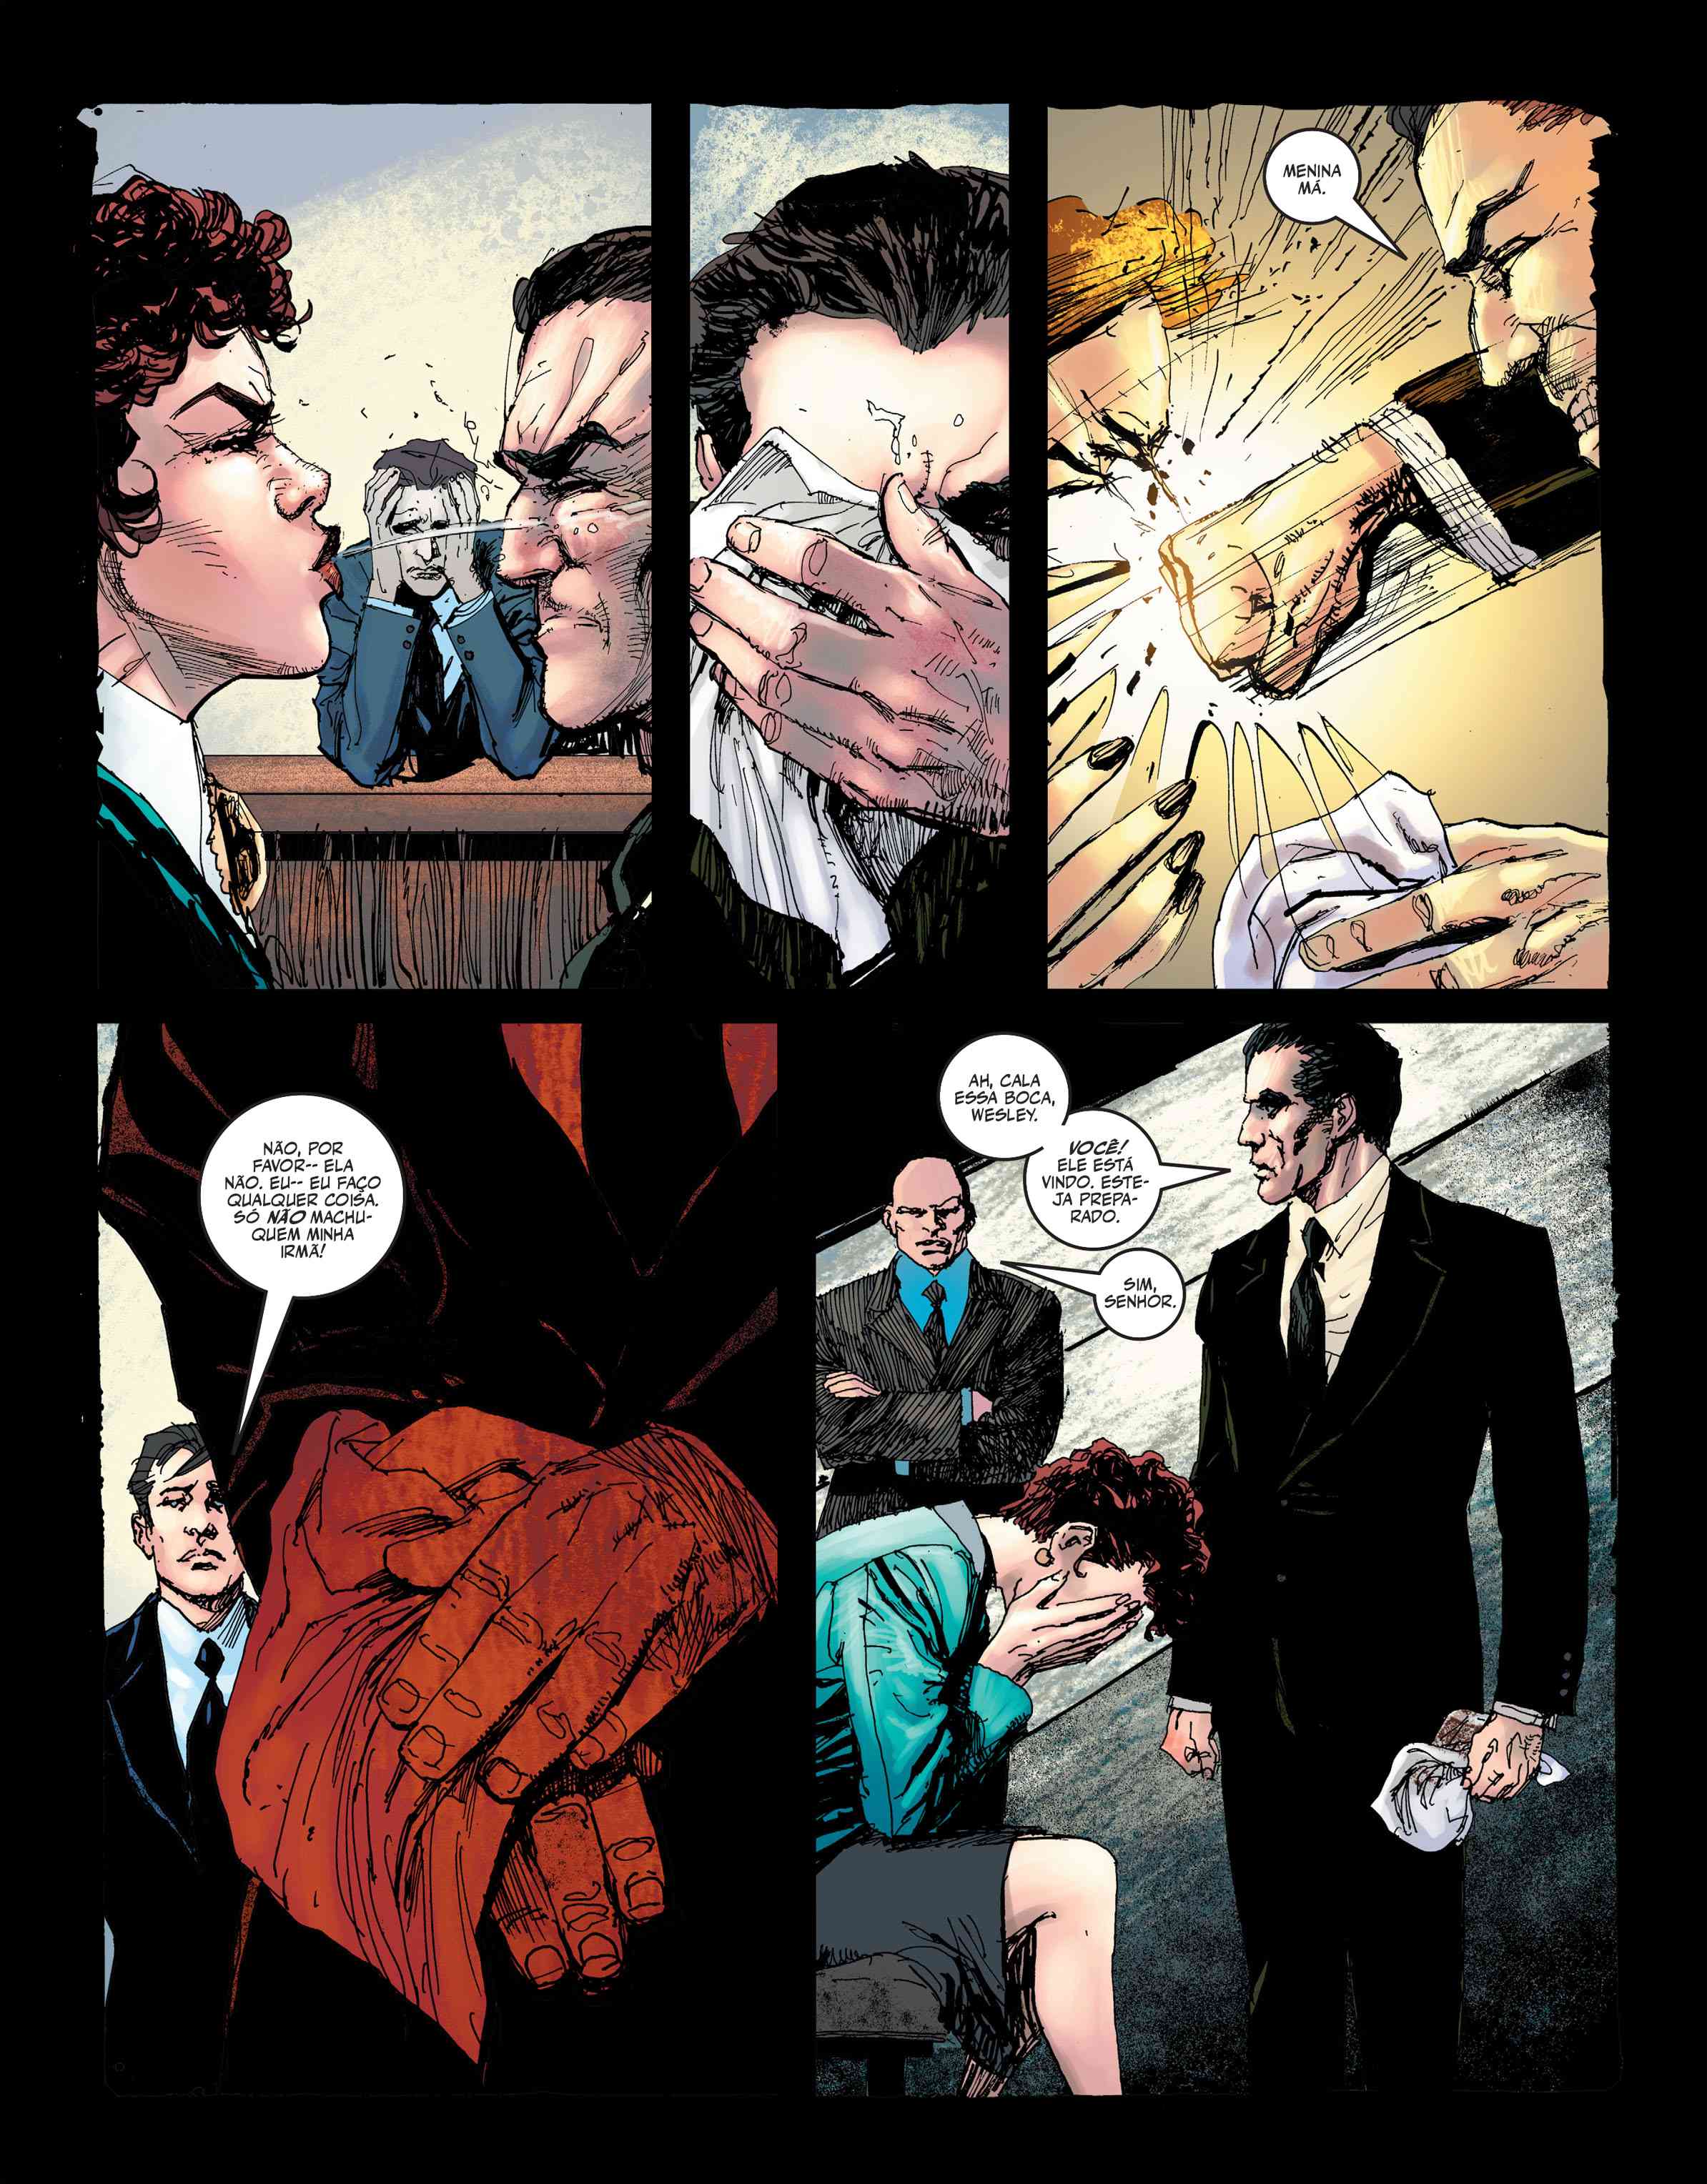 MENINA
MÁ.
NÃO, POR
FAVOR-- ELA
NÃO. EU-- EU FAÇO
QUALQUER COISA.
SÓ NÃO MACHU-
QUEM MINHA
IRMÃ!
AH, CALA
ESSA BOCA,
WESLEY.
VOCÊ!
ELE ESTÁ
VINDO. ESTE-
JA PREPA-
RADO.
SIM,
SENHOR.